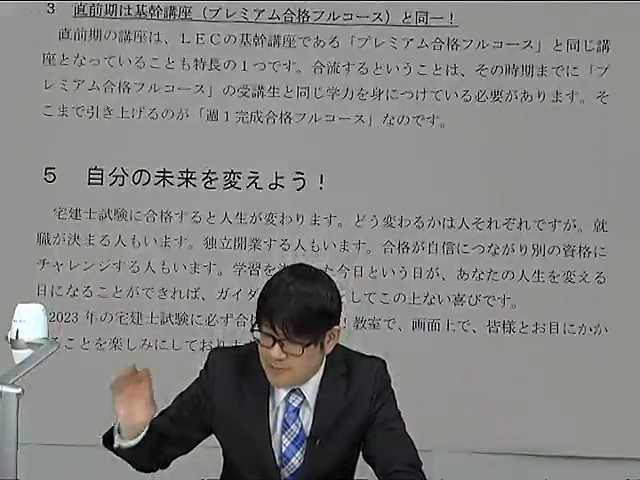 3　直前期は基幹講座（プレミアム合格フルコース）と同一！
直前期の講座は、ＬＥＣの基幹講座である「プレミアム合格フルコース」と同じ講
座となっていることも特長の１つです。合流するということは、その時期までに「プ
レミアム合格フルコース」の受講生と同じ学力を身につけている必要があります。そ
こまで引き上げるのが「週１完成合格フルコース」なのです。
5　自分の未来を変えよう！
宅建士試験に合格すると人生が変わります。どう変わるかは人それぞれですが。就
職が決まる人もいます。独立開業する人もいます。合格が自信につながり別の資格に
チャレンジする人もいます。学習を た今日という日が、あなたの人生を変える
日になることができれば、ガイダ してこの上ない喜びです。
2023 年の宅建士試験に必ず合 ！教室で、画面上で、皆様とお目にかか
ることを楽しみにしており